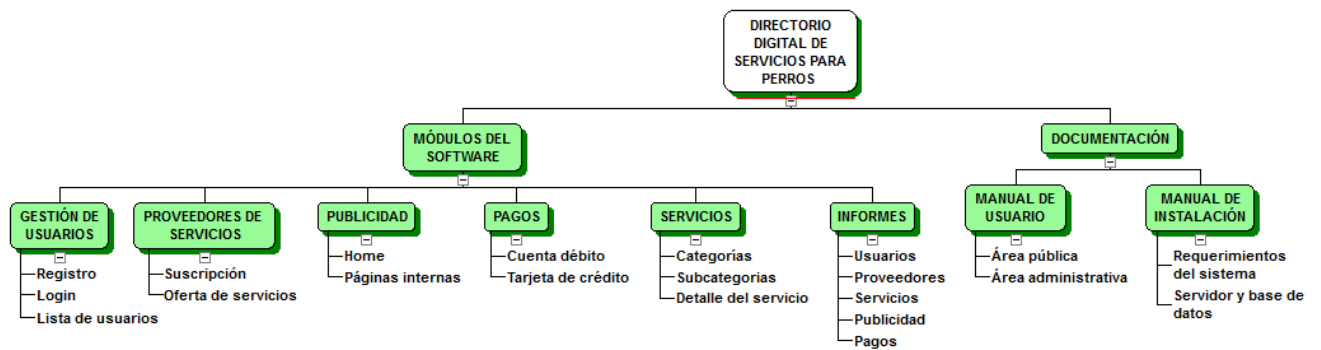 DIRECTORIO
DIGITAL DE
SERVICIOS PARA
PERROS
MÓDULOS DEL
SOFTWARE
DOCUMENTACIÓN
GESTIÓN DE
USUARIOS
Registro
Login
Lista de usuarios
PROVEEDORES DE
SERVICIOS
Suscripción
Oferta de servicios
PUBLICIDAD
Home
Páginas internas
PAGOS
Cuenta débito
Tarjeta de crédito
SERVICIOS
Categorías
Subcategorias
Detalle del servicio
INFORMES
Usuarios
Proveedores
Servicios
Publicidad
Pagos
MANUAL DE
USUARIO
Área pública
Área administrativa
MANUAL DE
INSTALACIÓN
Requerimientos
del sistema
Servidor y base de
datos